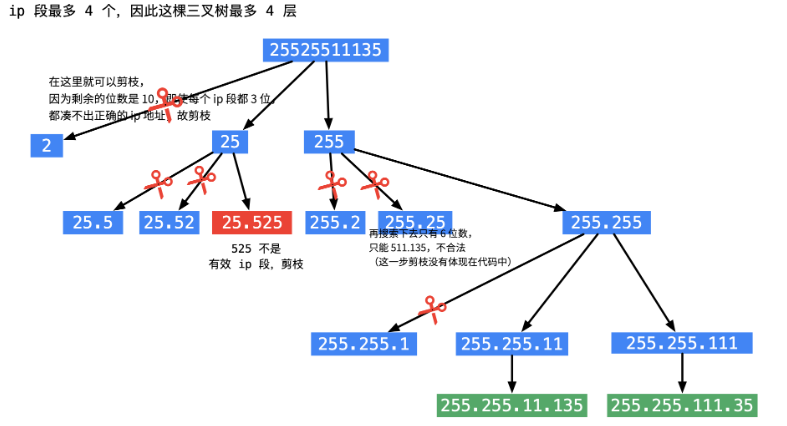 ip 段最多 4 个，因此这棵三叉树最多 4 层
25525511135
在这里就可以剪枝，
因为剩余的位数是 10，即使每个 ip 段都 3 位，
都凑不出正确的 ip 地址，故剪枝
2
25
255
25.5
25.52
25.525
255.2
255.25
255.255
525 不是
有效 ip 段，剪枝
再搜索下去只有 6 位数，
只能 511.135，不合法
（这一步剪枝没有体现在代码中）
255.255.1
255.255.11
255.255.111
255.255.11.135
255.255.111.35